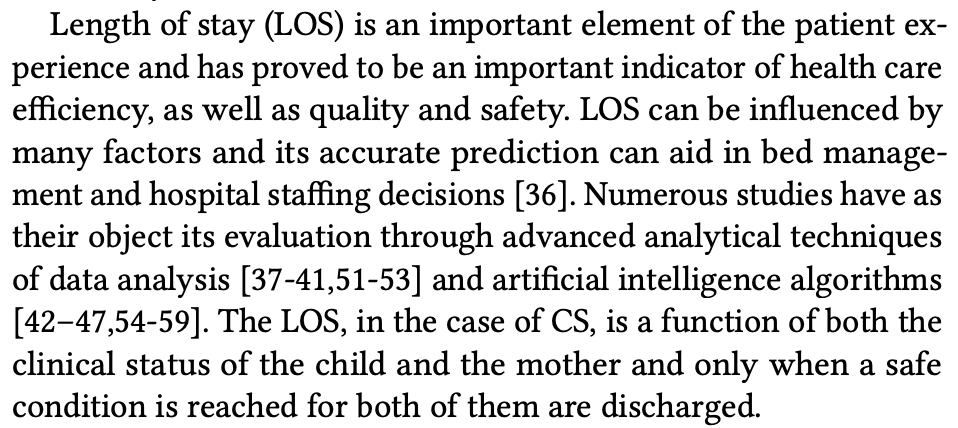 Length of stay (LOS) is an important element of the patient ex-
perience and has proved to be an important indicator of health care
efficiency, as well as quality and safety. LOS can be influenced by
many factors and its accurate prediction can aid in bed manage-
ment and hospital staffing decisions [36]. Numerous studies have as
their object its evaluation through advanced analytical techniques
of data analysis [37-41,51-53] and artificial intelligence algorithms
[42–47,54-59]. The LOS, in the case of CS, is a function of both the
clinical status of the child and the mother and only when a safe
condition is reached for both of them are discharged.